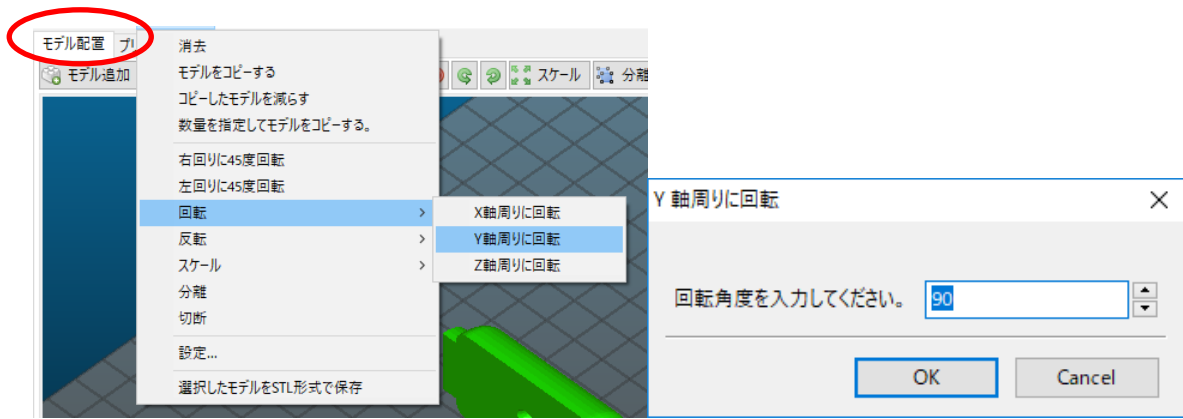 モデル配置
モデル追加
スケール
分離
消去
モデルをコピーする
コピーしたモデルを減らす
数量を指定してモデルをコピーする。
右回りに45度回転
左回りに45度回転
回転
反転
スケール
分離
切断
設定...
選択したモデルをSTL形式で保存
X軸周りに回転
Y軸周りに回転
Z軸周りに回転
Y 軸周りに回転
回転角度を入力してください。 90
OK Cancel